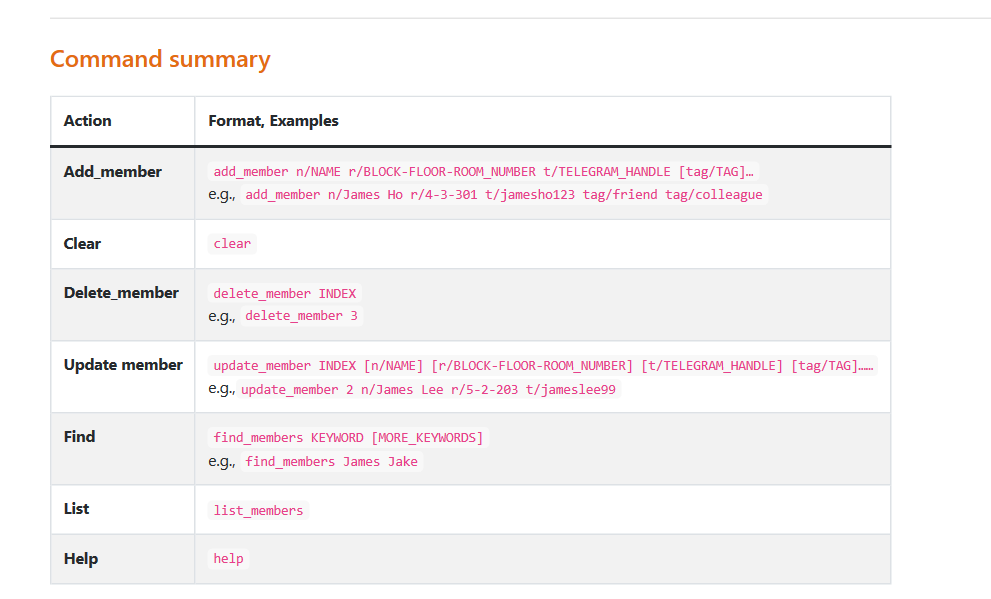 Command summary
Action Format, Examples
Add_member add_member n/NAME r/BLOCK-FLOOR-ROOM_NUMBER t/TELEGRAM_HANDLE [tag/TAG]…
e.g., add_member n/James Ho r/4-3-301 t/jamesho123 tag/friend tag/colleague
Clear clear
Delete_member delete_member INDEX
e.g., delete_member 3
Update member update_member INDEX [n/NAME] [r/BLOCK-FLOOR-ROOM_NUMBER] [t/TELEGRAM_HANDLE] [tag/TAG]……
e.g., update_member 2 n/James Lee r/5-2-203 t/jameslee99
Find find_members KEYWORD [MORE_KEYWORDS]
e.g., find_members James Jake
List list_members
Help help